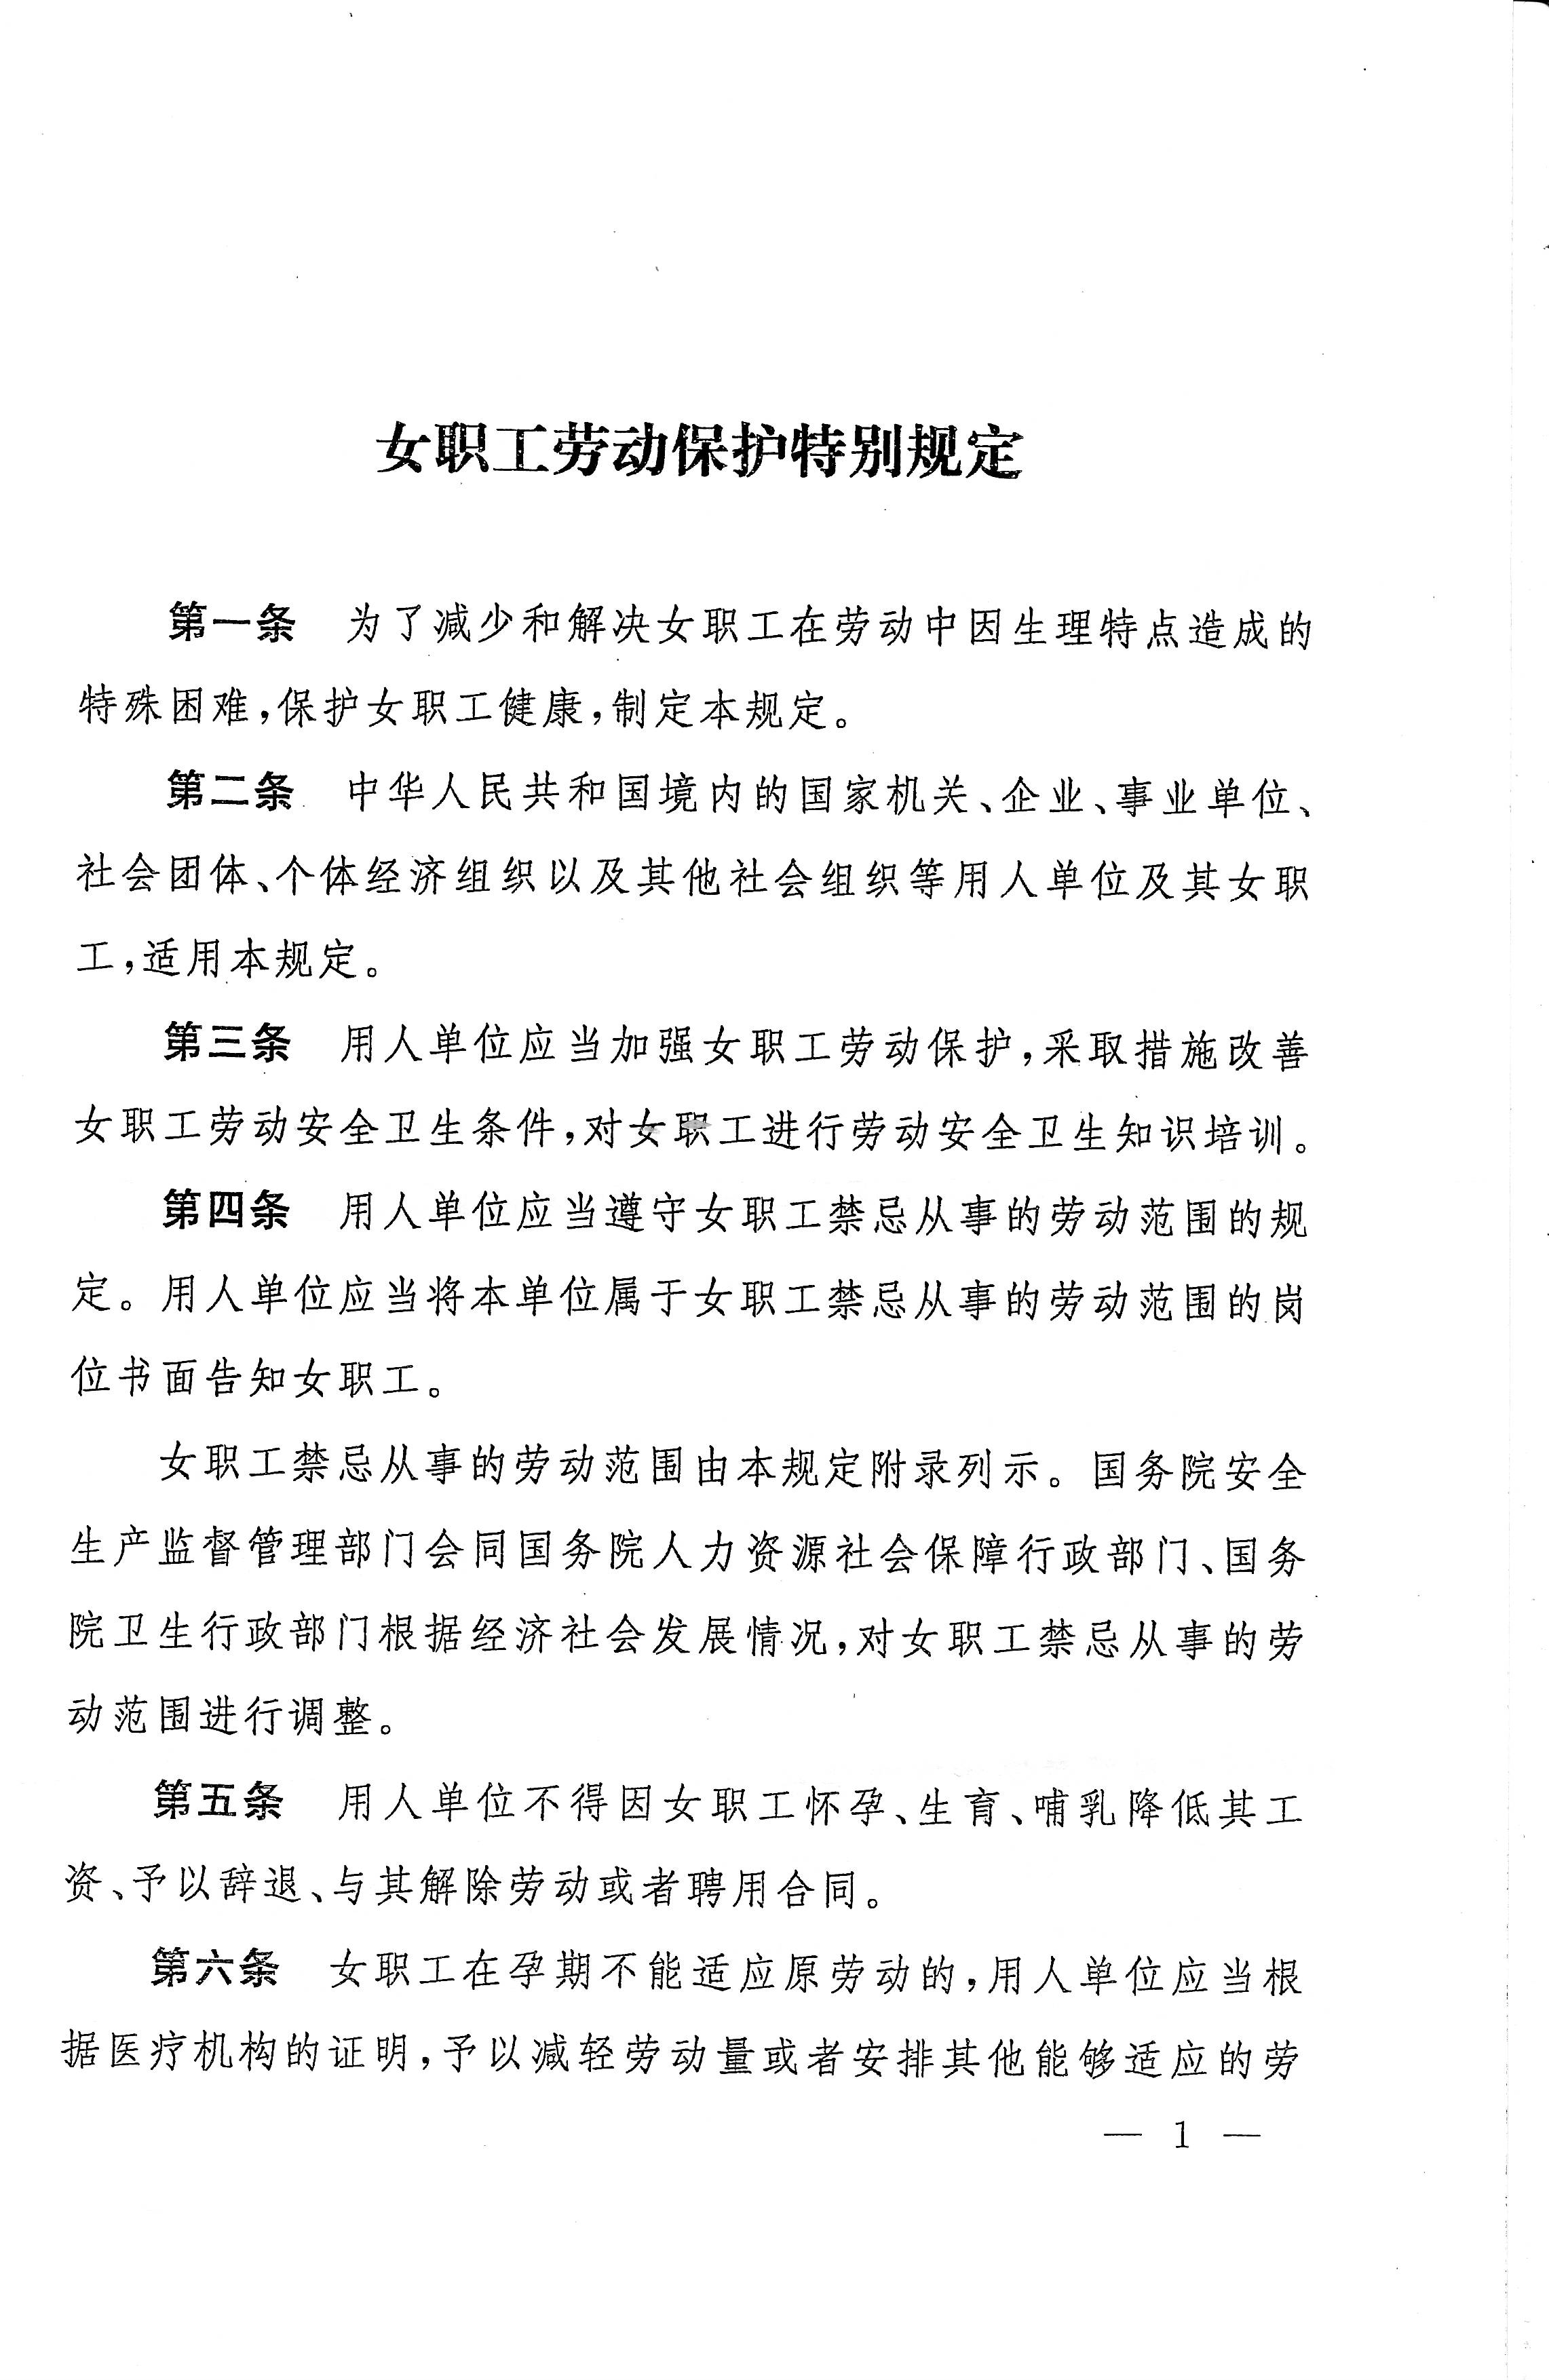 女职工劳动保护特别规定
第一条 为了减少和解决女职工在劳动中因生理特点造成的
特殊困难,保护女职工健康,制定本规定。
第二条 中华人民共和国境内的国家机关、企业、事业单位、
社会团体、个体经济组织以及其他社会组织等用人单位及其女职
工,适用本规定。
第三条 用人单位应当加强女职工劳动保护,采取措施改善
女职工劳动安全卫生条件,对女职工进行劳动安全卫生知识培训。
第四条 用人单位应当遵守女职工禁忌从事的劳动范围的规
定。用人单位应当将本单位属于女职工禁忌从事的劳动范围的岗
位书面告知女职工。
女职工禁忌从事的劳动范围由本规定附录列示。国务院安全
生产监督管理部门会同国务院人力资源社会保障行政部门、国务
院卫生行政部门根据经济社会发展情况,对女职工禁忌从事的劳
动范围进行调整。
第五条 用人单位不得因女职工怀孕、生育、哺乳降低其工
资、予以辞退、与其解除劳动或者聘用合同。
第六条 女职工在孕期不能适应原劳动的,用人单位应当根
据医疗机构的证明,予以减轻劳动量或者安排其他能够适应的劳
— 1 —